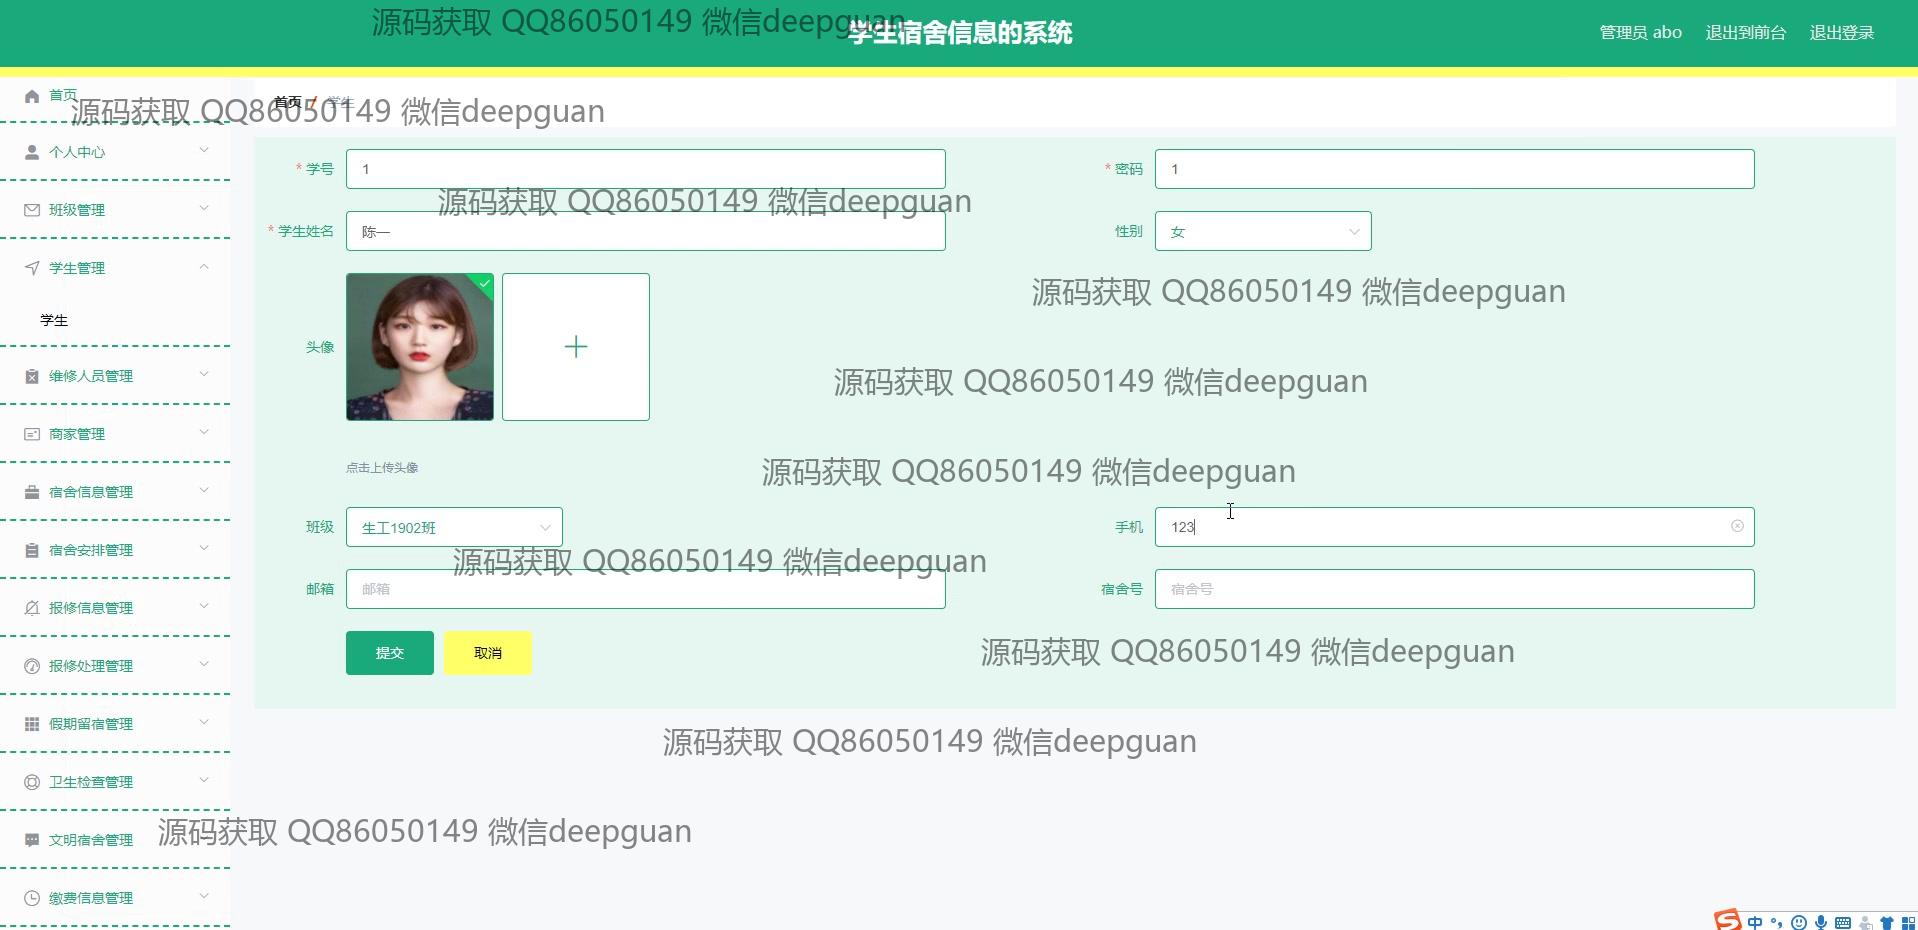 学生宿舍信息的系统
管理员 abo 退出到前台 退出登录
源码获取 QQ86050149 微信deepguan
首页
首页 / 学生
源码获取 QQ86050149 微信deepguan
个人中心
班级管理
学生管理
学生
维修人员管理
商家管理
宿舍信息管理
宿舍安排管理
报修信息管理
报修处理管理
假期留宿管理
卫生检查管理
文明宿舍管理
缴费信息管理
* 学号 1
* 密码 1
源码获取 QQ86050149 微信deepguan
* 学生姓名 陈一
性别 女
源码获取 QQ86050149 微信deepguan
头像
源码获取 QQ86050149 微信deepguan
点击上传头像
源码获取 QQ86050149 微信deepguan
班级 生工1902班
手机 123
源码获取 QQ86050149 微信deepguan
邮箱 邮箱
宿舍号 宿舍号
提交 取消
源码获取 QQ86050149 微信deepguan
源码获取 QQ86050149 微信deepguan
源码获取 QQ86050149 微信deepguan
中